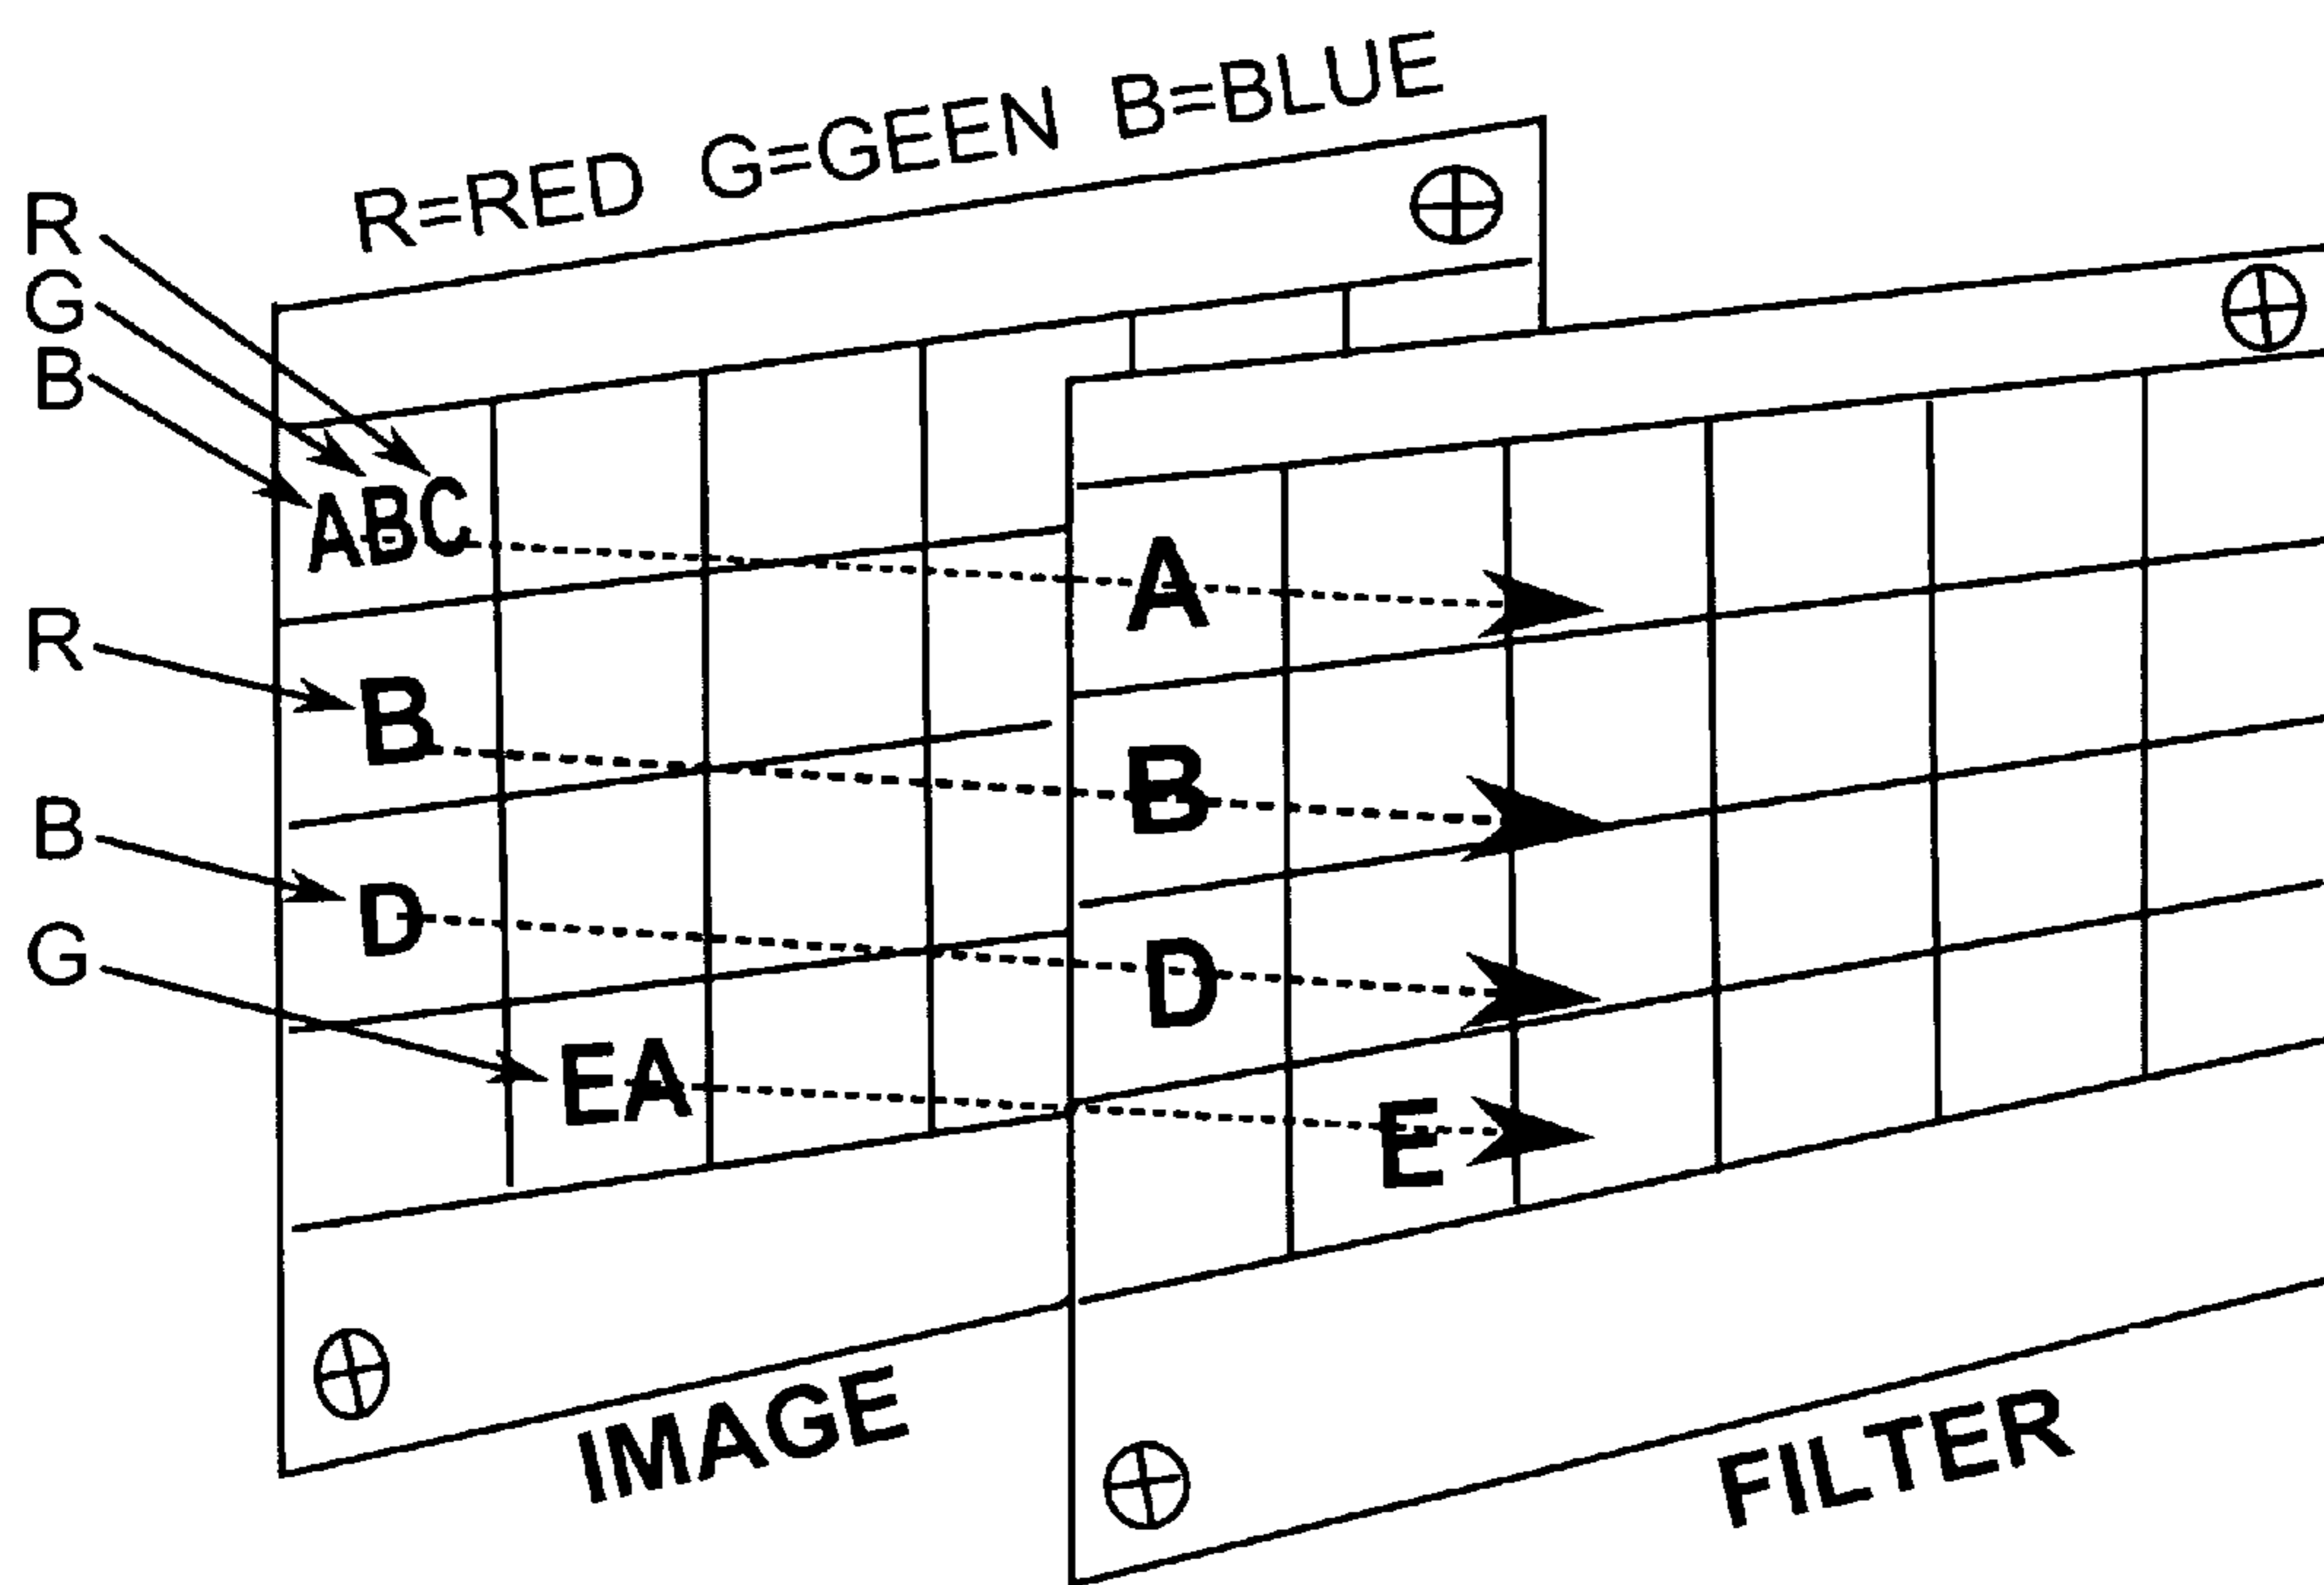 R=RED G=GEEN B=BLUE
R
G
B
ABC
A
R
B
B
B
D
D
G
EA
E
IMAGE
FILTER